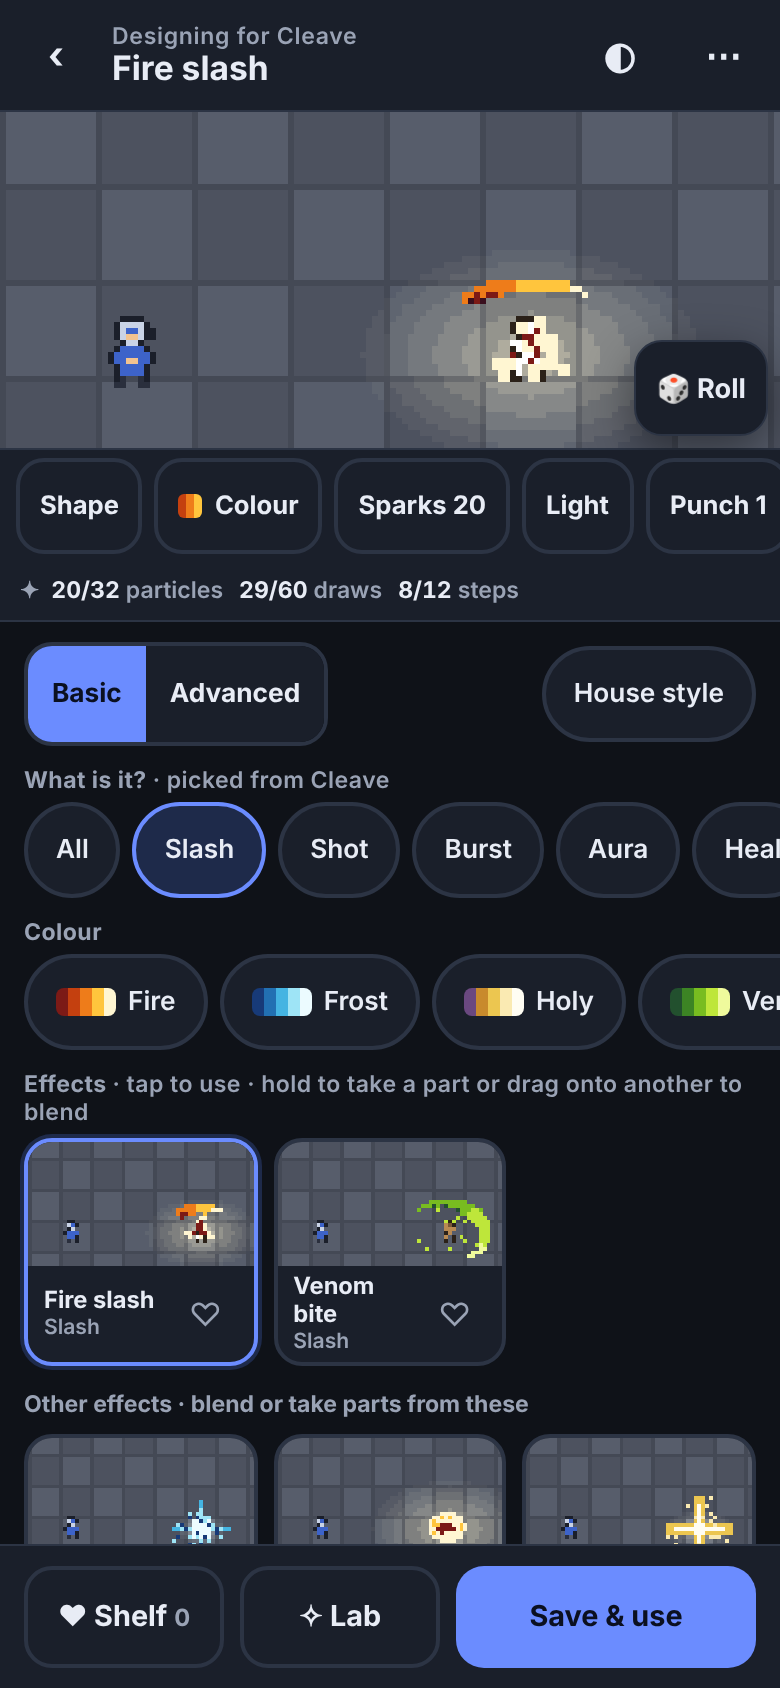 Designing for Cleave
Fire slash
Roll
Shape
Colour
Sparks 20
Light
Punch 1
20/32 particles 29/60 draws 8/12 steps
Basic
Advanced
House style
What is it? · picked from Cleave
All
Slash
Shot
Burst
Aura
Heal
Colour
Fire
Frost
Holy
Effects · tap to use · hold to take a part or drag onto another to
blend
Fire slash
Slash
Venom
bite
Slash
Other effects · blend or take parts from these
Shelf 0
Lab
Save & use